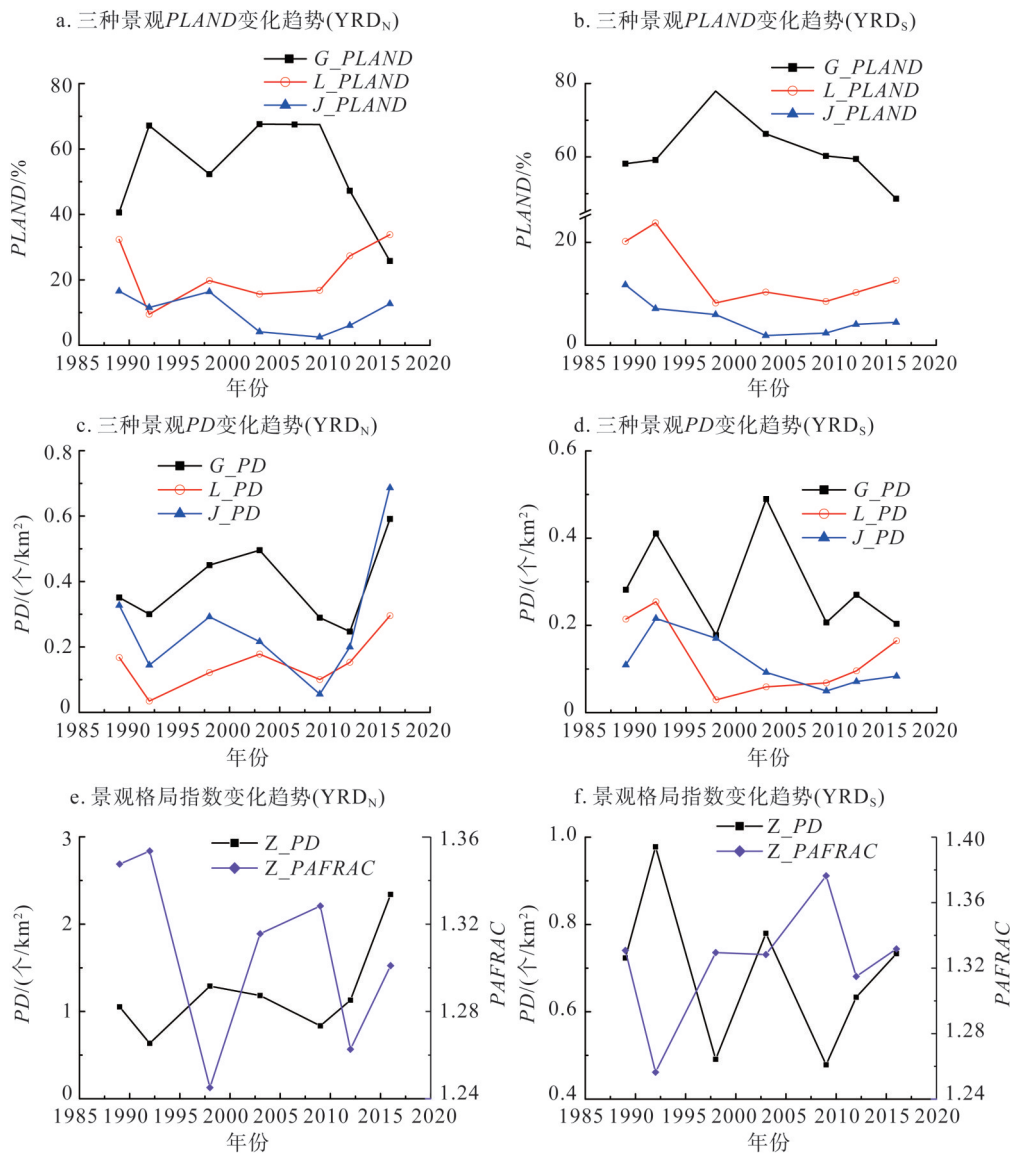 a. 三种景观PLAND变化趋势(YRD_N)
G_PLAND
L_PLAND
J_PLAND
PLAND/%
80
60
40
20
0
1985 1990 1995 2000 2005 2010 2015 2020
年份
b. 三种景观PLAND变化趋势(YRD_S)
G_PLAND
L_PLAND
J_PLAND
PLAND/%
80
60
20
0
1985 1990 1995 2000 2005 2010 2015 2020
年份
c. 三种景观PD变化趋势(YRD_N)
G_PD
L_PD
J_PD
PD/(个/km²)
0.8
0.6
0.4
0.2
0
1985 1990 1995 2000 2005 2010 2015 2020
年份
d. 三种景观PD变化趋势(YRD_S)
G_PD
L_PD
J_PD
PD/(个/km²)
0.6
0.4
0.2
0
1985 1990 1995 2000 2005 2010 2015 2020
年份
e. 景观格局指数变化趋势(YRD_N)
Z_PD
Z_PAFRAC
PD/(个/km²)
3
2
1
0
1.36
1.32
1.28
1.24
PAFRAC
1985 1990 1995 2000 2005 2010 2015 2020
年份
f. 景观格局指数变化趋势(YRD_S)
Z_PD
Z_PAFRAC
PD/(个/km²)
1.0
0.8
0.6
0.4
1.40
1.36
1.32
1.28
1.24
PAFRAC
1985 1990 1995 2000 2005 2010 2015 2020
年份